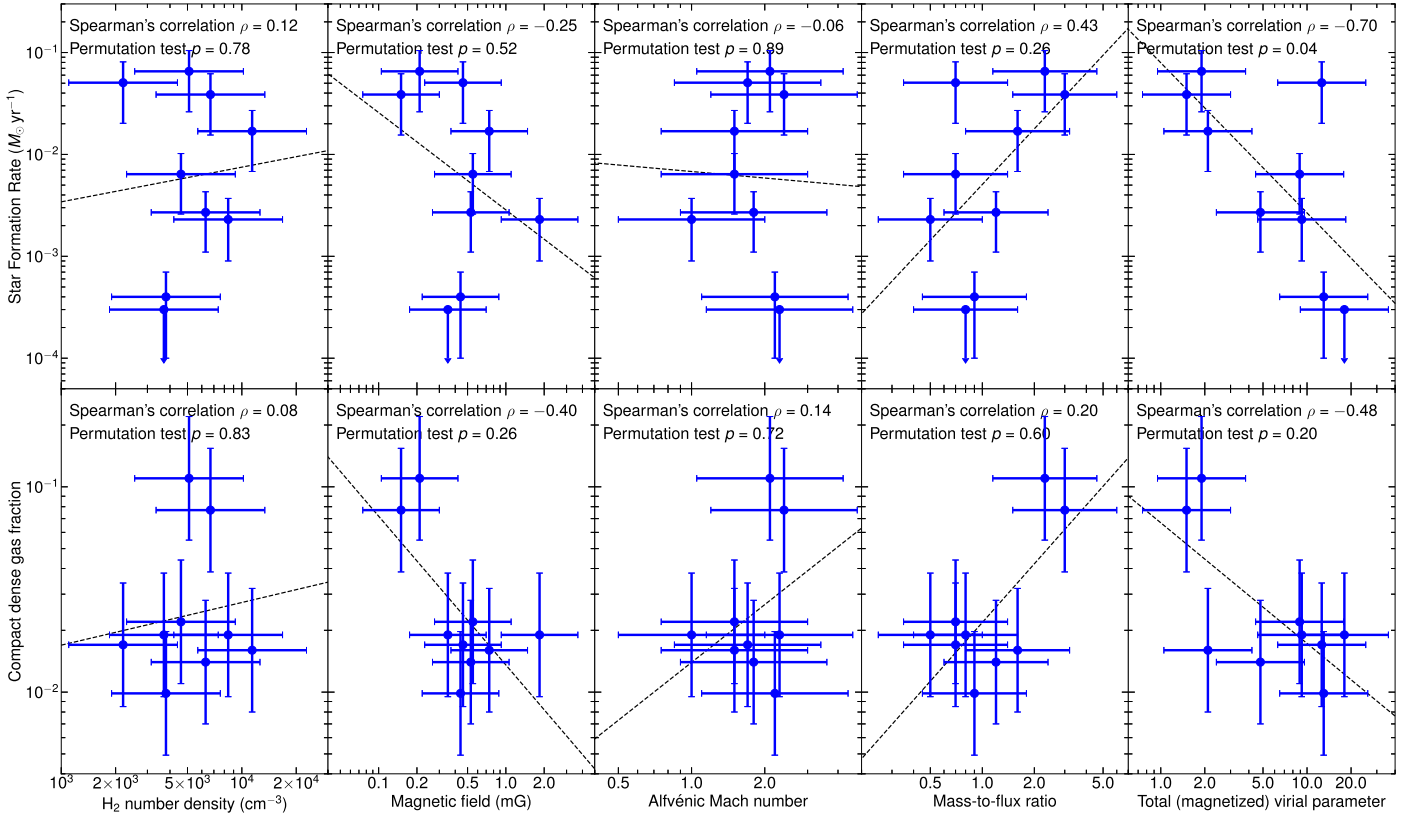 Spearman's correlation ρ = 0.12
Permutation test p = 0.78
Spearman's correlation ρ = −0.25
Permutation test p = 0.52
Spearman's correlation ρ = −0.06
Permutation test p = 0.89
Spearman's correlation ρ = 0.43
Permutation test p = 0.26
Spearman's correlation ρ = −0.70
Permutation test p = 0.04
10⁻¹
10⁻²
10⁻³
10⁻⁴
Star Formation Rate (M☉ yr⁻¹)
Spearman's correlation ρ = 0.08
Permutation test p = 0.83
Spearman's correlation ρ = −0.40
Permutation test p = 0.26
Spearman's correlation ρ = 0.14
Permutation test p = 0.72
Spearman's correlation ρ = 0.20
Permutation test p = 0.60
Spearman's correlation ρ = −0.48
Permutation test p = 0.20
10⁻¹
10⁻²
Compact dense gas fraction
10³ 2×10³ 5×10³ 10⁴ 2×10⁴
H₂ number density (cm⁻³)
0.1 0.2 0.5 1.0 2.0
Magnetic field (mG)
0.5 1.0 2.0
Alfvénic Mach number
0.5 1.0 2.0 5.0
Mass-to-flux ratio
1.0 2.0 5.0 10.0 20.0
Total (magnetized) virial parameter